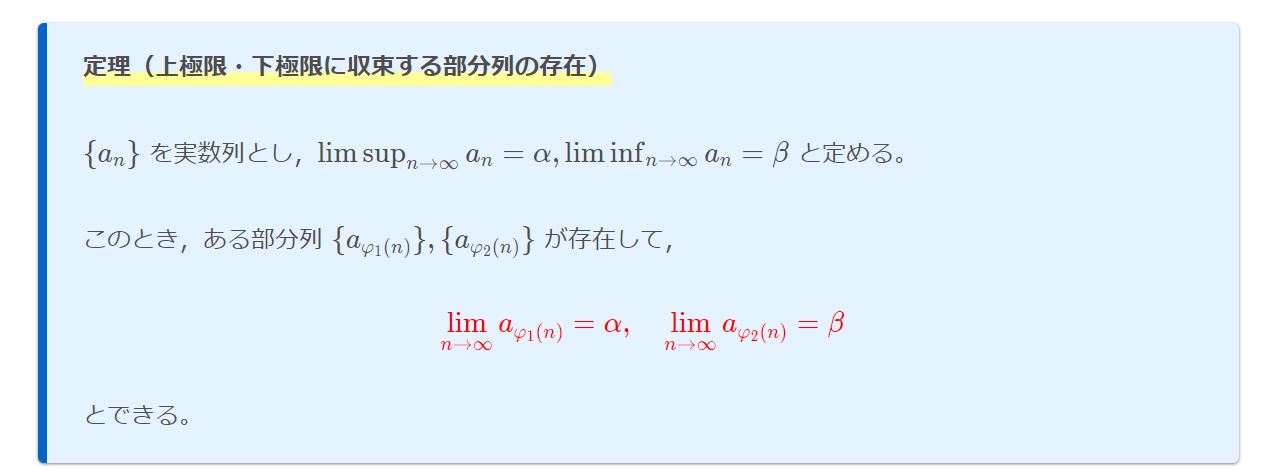 定理（上極限・下極限に収束する部分列の存在）
$\{a_n\}$ を実数列とし，$\limsup_{n\to\infty} a_n = \alpha, \liminf_{n\to\infty} a_n = \beta$ と定める。
このとき，ある部分列 $\{a_{\varphi_1(n)}\}, \{a_{\varphi_2(n)}\}$ が存在して，
$\lim_{n\to\infty} a_{\varphi_1(n)} = \alpha, \quad \lim_{n\to\infty} a_{\varphi_2(n)} = \beta$
とできる。